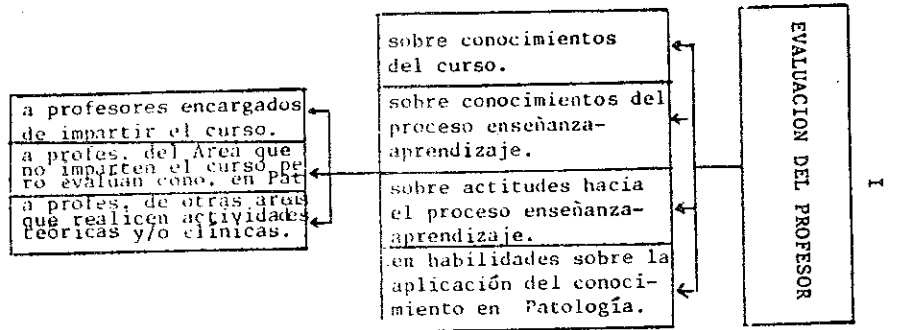 I
EVALUACION DEL PROFESOR
sobre conocimientos
del curso.
sobre conocimientos del
proceso enseñanza-
aprendizaje.
sobre actitudes hacia
el proceso enseñanza-
aprendizaje.
en habilidades sobre la
aplicación del conoci-
miento en Patología.
a profesores encargados
de impartir el curso.
a profes. del Area que
no imparten el curso pe
ro evalúan cono. en Pat
a profes. de otras areas
que realicen actividades
teóricas y/o clínicas.